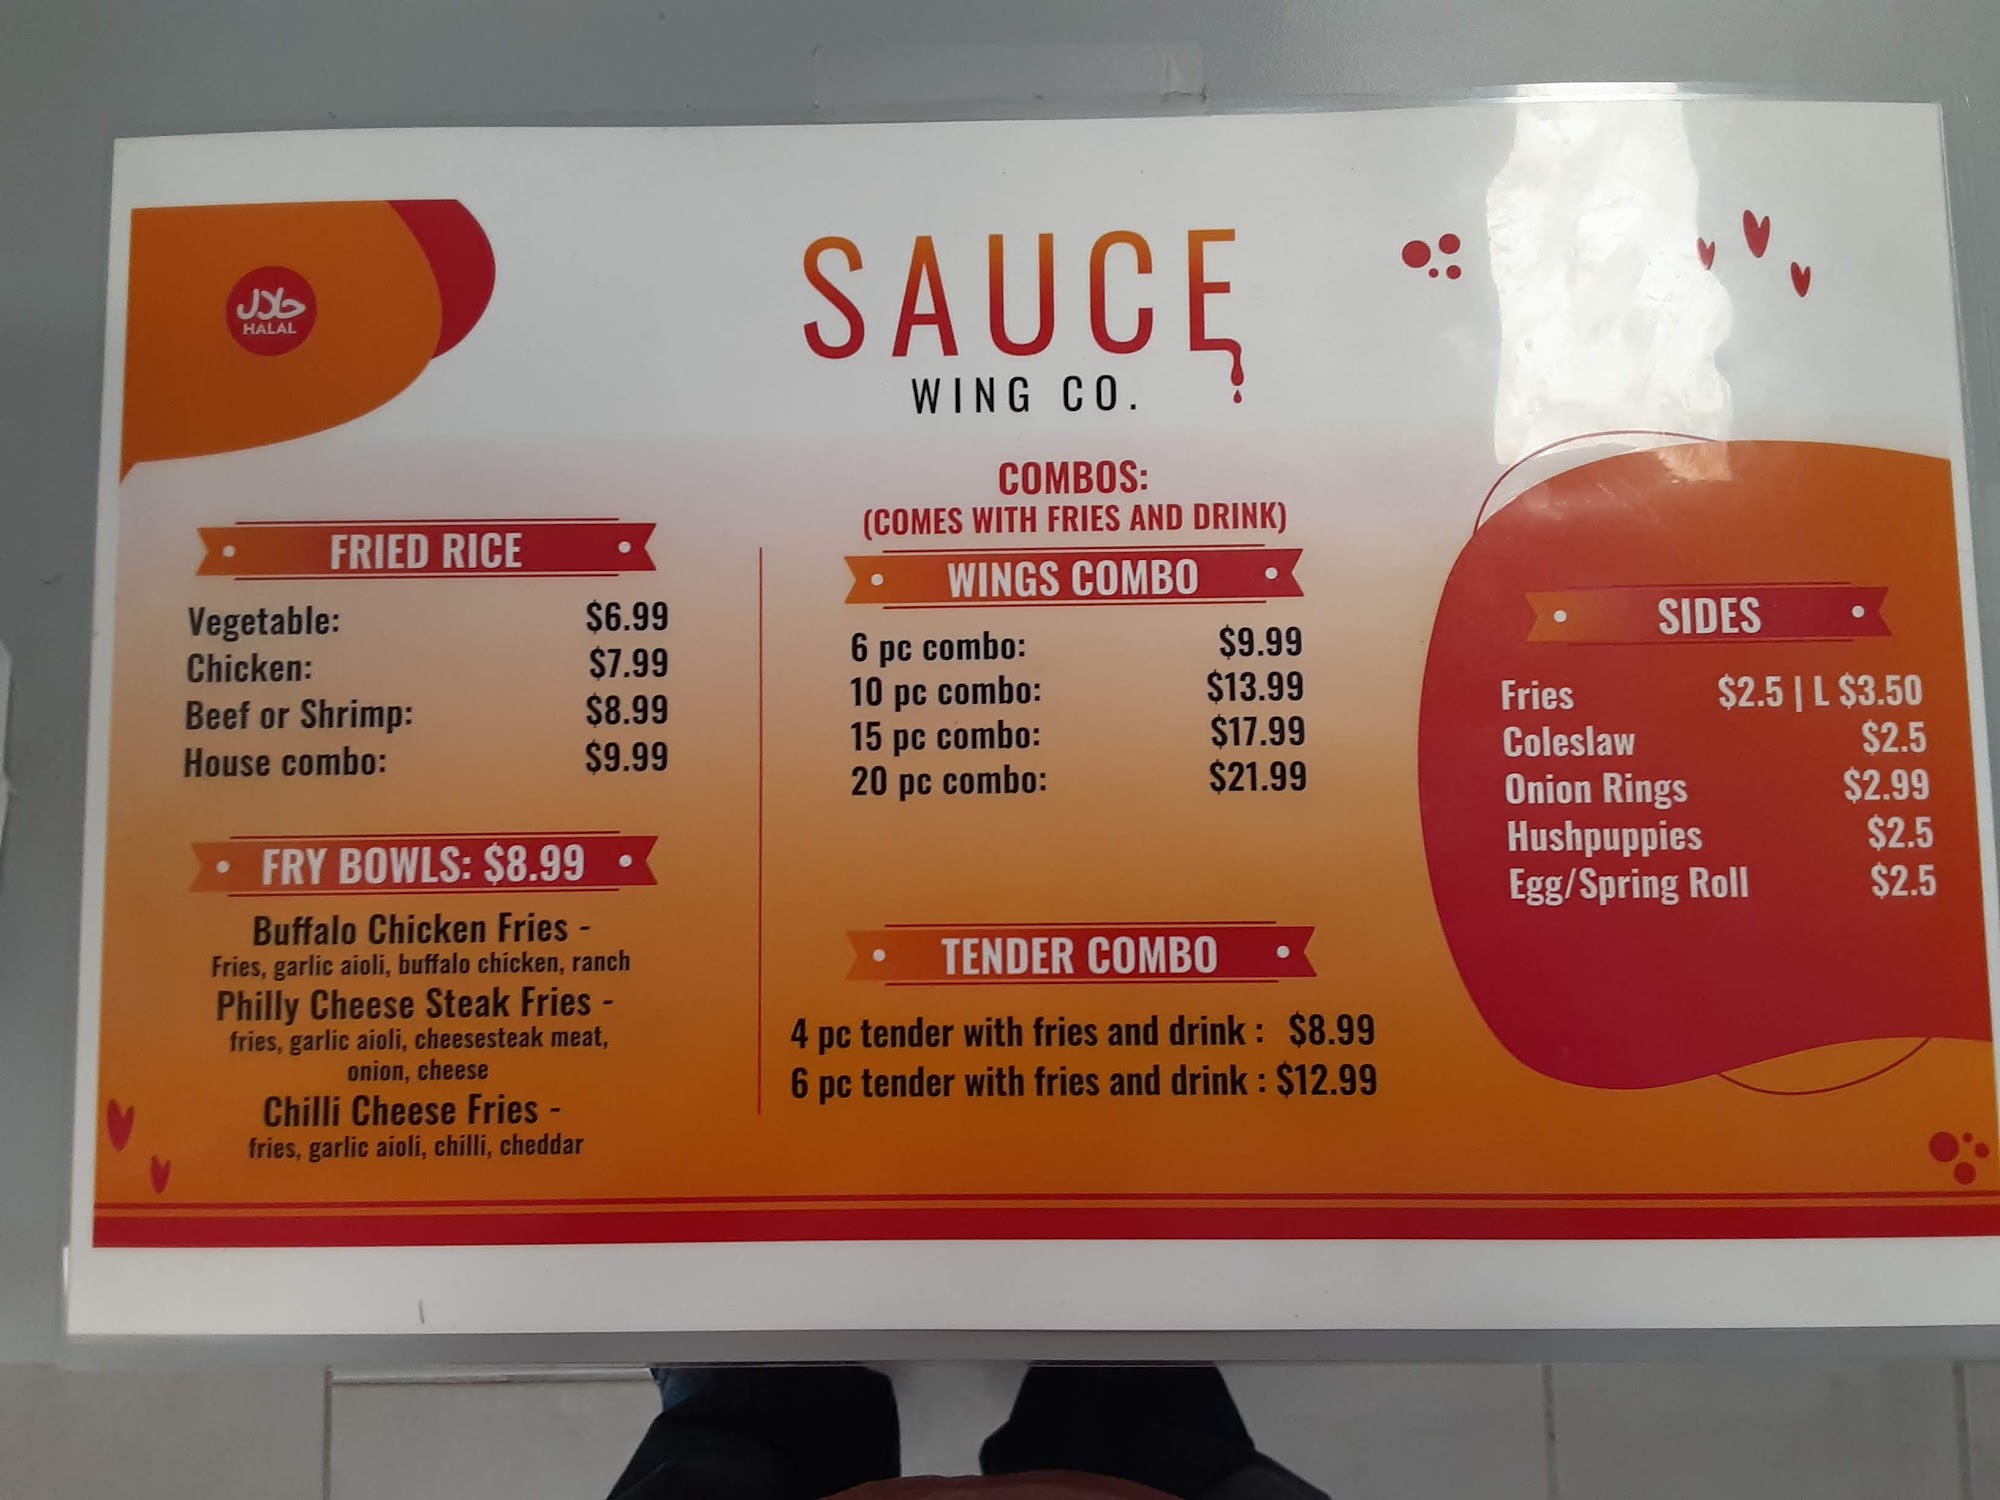 حلال
HALAL
SAUCE
WING CO.
FRIED RICE
Vegetable: $6.99
Chicken: $7.99
Beef or Shrimp: $8.99
House combo: $9.99
FRY BOWLS: $8.99
Buffalo Chicken Fries -
Fries, garlic aioli, buffalo chicken, ranch
Philly Cheese Steak Fries -
fries, garlic aioli, cheesesteak meat,
onion, cheese
Chilli Cheese Fries -
fries, garlic aioli, chilli, cheddar
COMBOS:
(COMES WITH FRIES AND DRINK)
WINGS COMBO
6 pc combo: $9.99
10 pc combo: $13.99
15 pc combo: $17.99
20 pc combo: $21.99
TENDER COMBO
4 pc tender with fries and drink : $8.99
6 pc tender with fries and drink : $12.99
SIDES
Fries $2.5 | L $3.50
Coleslaw $2.5
Onion Rings $2.99
Hushpuppies $2.5
Egg/Spring Roll $2.5